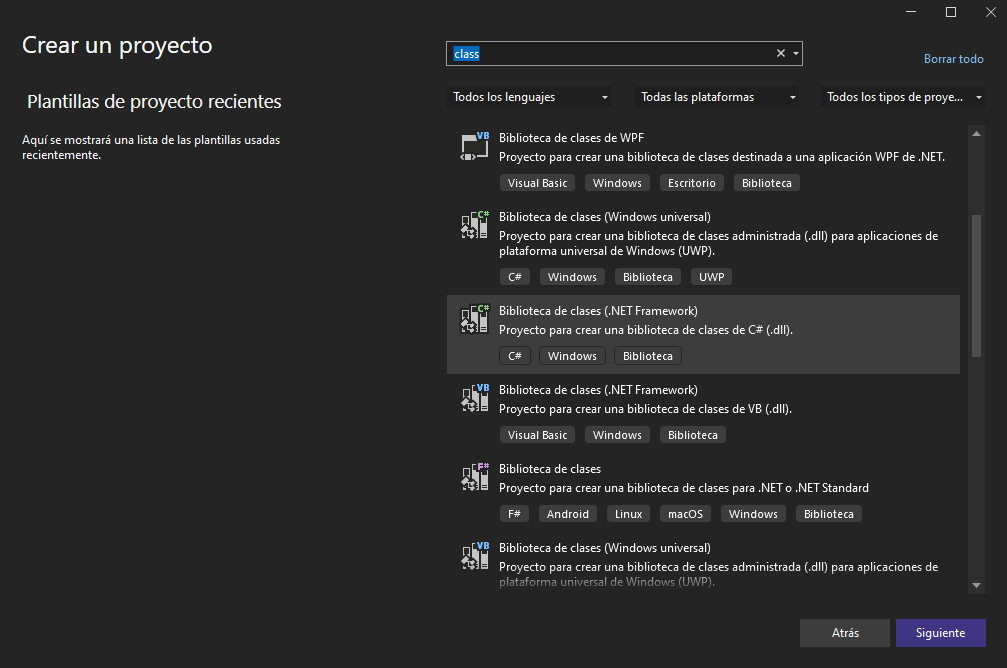 Crear un proyecto
class
Borrar todo
Plantillas de proyecto recientes
Todos los lenguajes
Todas las plataformas
Todos los tipos de proye...
Aquí se mostrará una lista de las plantillas usadas
recientemente.
VB
Biblioteca de clases de WPF
Proyecto para crear una biblioteca de clases destinada a una aplicación WPF de .NET.
Visual Basic
Windows
Escritorio
Biblioteca
C#
Biblioteca de clases (Windows universal)
Proyecto para crear una biblioteca de clases administrada (.dll) para aplicaciones de
plataforma universal de Windows (UWP).
C#
Windows
Biblioteca
UWP
C#
Biblioteca de clases (.NET Framework)
Proyecto para crear una biblioteca de clases de C# (.dll).
C#
Windows
Biblioteca
VB
Biblioteca de clases (.NET Framework)
Proyecto para crear una biblioteca de clases de VB (.dll).
Visual Basic
Windows
Biblioteca
F#
Biblioteca de clases
Proyecto para crear una biblioteca de clases para .NET o .NET Standard
F#
Android
Linux
macOS
Windows
Biblioteca
VB
Biblioteca de clases (Windows universal)
Proyecto para crear una biblioteca de clases administrada (.dll) para aplicaciones de
plataforma universal de Windows (UWP).
Atrás
Siguiente